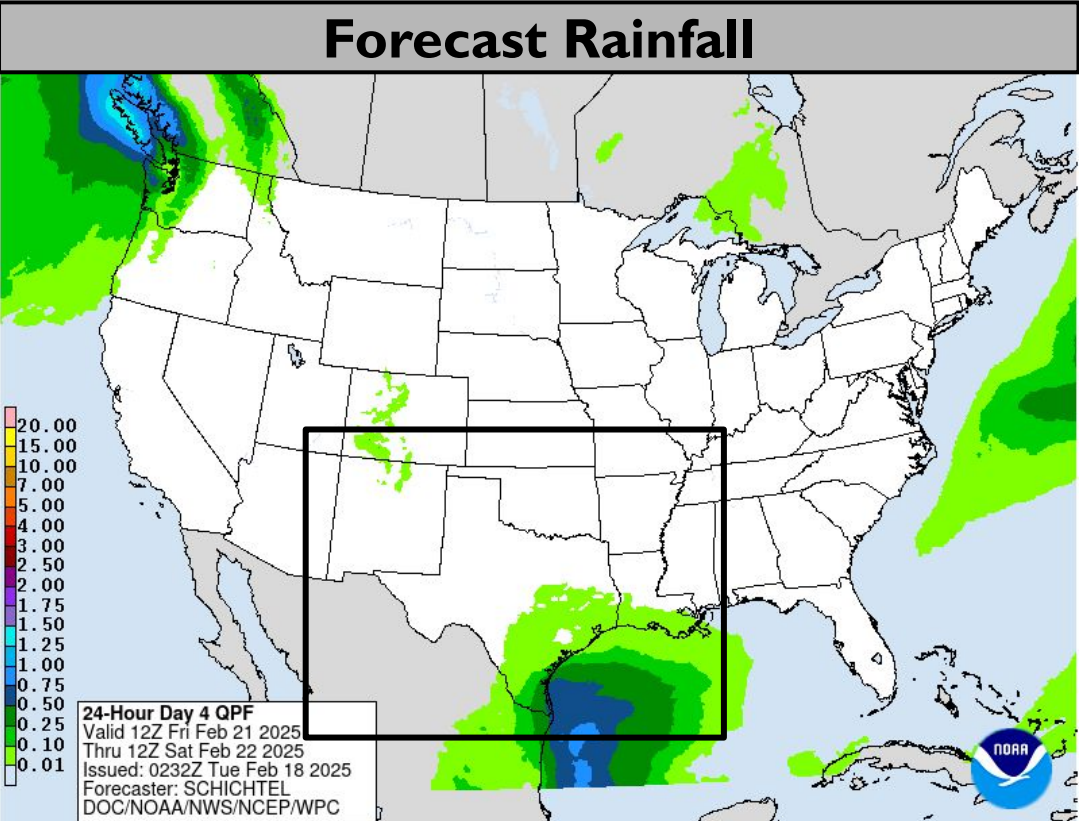 Forecast Rainfall
20.00
15.00
10.00
7.00
5.00
4.00
3.00
2.50
2.00
1.75
1.50
1.25
1.00
0.75
0.50
0.25
0.10
0.01
24-Hour Day 4 QPF
Valid 12Z Fri Feb 21 2025
Thru 12Z Sat Feb 22 2025
Issued: 0232Z Tue Feb 18 2025
Forecaster: SCHICHTEL
DOC/NOAA/NWS/NCEP/WPC
NOAA